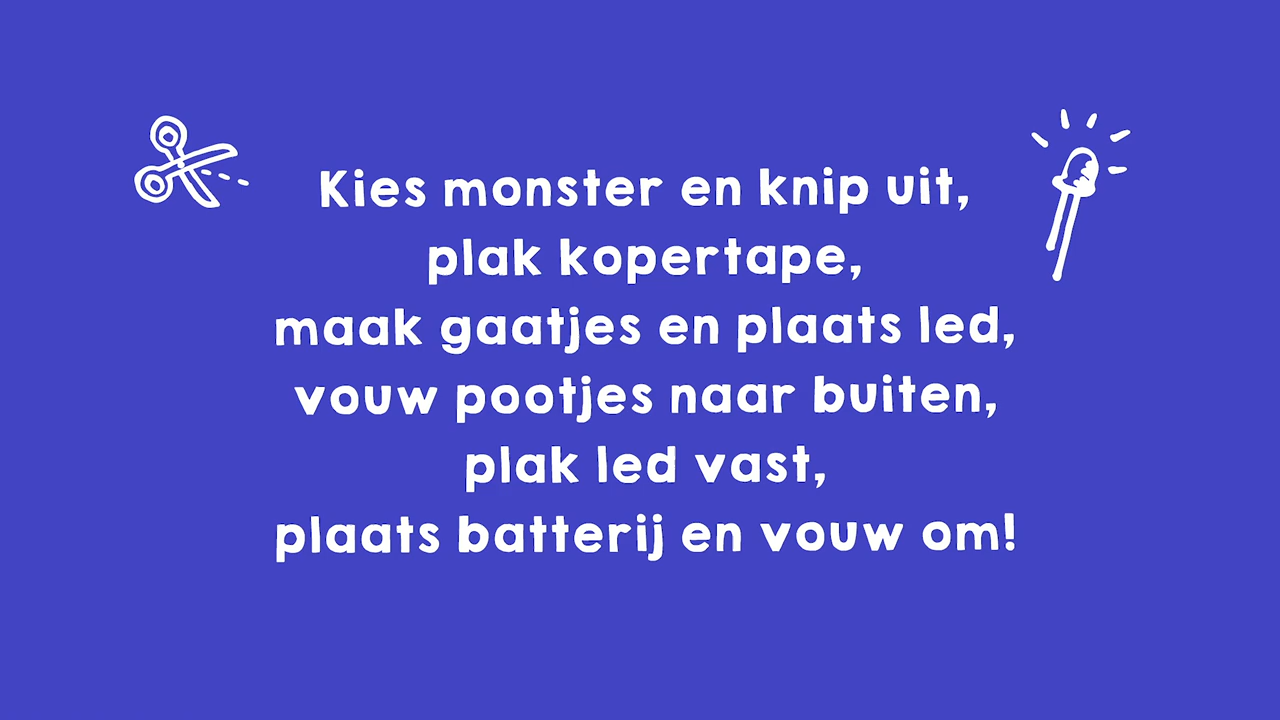 Kies monster en knip uit,
plak kopertape,
maak gaatjes en plaats led,
vouw pootjes naar buiten,
plak led vast,
plaats batterij en vouw om!